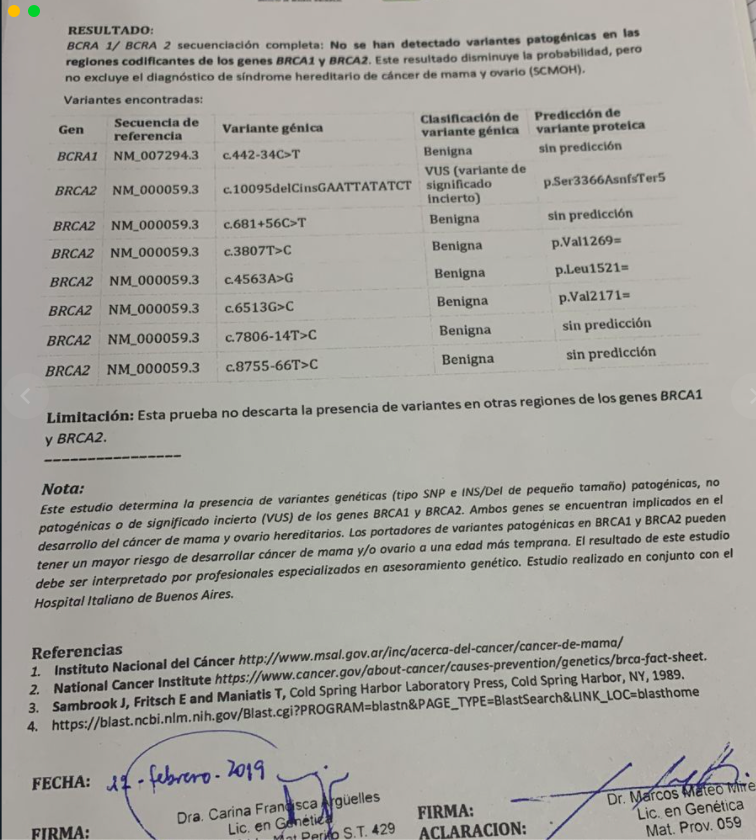 RESULTADO:
BCRA 1/ BCRA 2 secuenciación completa: No se han detectado variantes patogénicas en las
regiones codificantes de los genes BRCA1 y BRCA2. Este resultado disminuye la probabilidad, pero
no excluye el diagnóstico de síndrome hereditario de cáncer de mama y ovario (SCMOH).
Variantes encontradas:
Gen Secuencia de referencia Variante génica Clasificación de variante génica Predicción de variante proteica
BCRA1 NM_007294.3 c.442-34C>T Benigna sin predicción
BRCA2 NM_000059.3 c.10095delCinsGAATTATATCT VUS (variante de significado incierto) p.Ser3366AsnfsTer5
BRCA2 NM_000059.3 c.681+56C>T Benigna sin predicción
BRCA2 NM_000059.3 c.3807T>C Benigna p.Val1269=
BRCA2 NM_000059.3 c.4563A>G Benigna p.Leu1521=
BRCA2 NM_000059.3 c.6513G>C Benigna p.Val2171=
BRCA2 NM_000059.3 c.7806-14T>C Benigna sin predicción
BRCA2 NM_000059.3 c.8755-66T>C Benigna sin predicción
Limitación: Esta prueba no descarta la presencia de variantes en otras regiones de los genes BRCA1
y BRCA2.
Nota:
Este estudio determina la presencia de variantes genéticas (tipo SNP e INS/Del de pequeño tamaño) patogénicas, no
patogénicas o de significado incierto (VUS) de los genes BRCA1 y BRCA2. Ambos genes se encuentran implicados en el
desarrollo del cáncer de mama y ovario hereditarios. Los portadores de variantes patogénicas en BRCA1 y BRCA2 pueden
tener un mayor riesgo de desarrollar cáncer de mama y/o ovario a una edad más temprana. El resultado de este estudio
debe ser interpretado por profesionales especializados en asesoramiento genético. Estudio realizado en conjunto con el
Hospital Italiano de Buenos Aires.
Referencias
1. Instituto Nacional del Cáncer http://www.msal.gov.ar/inc/acerca-del-cancer/cancer-de-mama/
2. National Cancer Institute https://www.cancer.gov/about-cancer/causes-prevention/genetics/brca-fact-sheet.
3. Sambrook J, Fritsch E and Maniatis T, Cold Spring Harbor Laboratory Press, Cold Spring Harbor, NY, 1989.
4. https://blast.ncbi.nlm.nih.gov/Blast.cgi?PROGRAM=blastn&PAGE_TYPE=BlastSearch&LINK_LOC=blasthome
FECHA: febrero - 2019
Dra. Carina Francisca Argüelles
Lic. en Genética
Mat Perito S.T. 429
FIRMA:
FIRMA:
ACLARACION:
Dr. Marcos Mateo
Lic. en Genética
Mat. Prov. 059